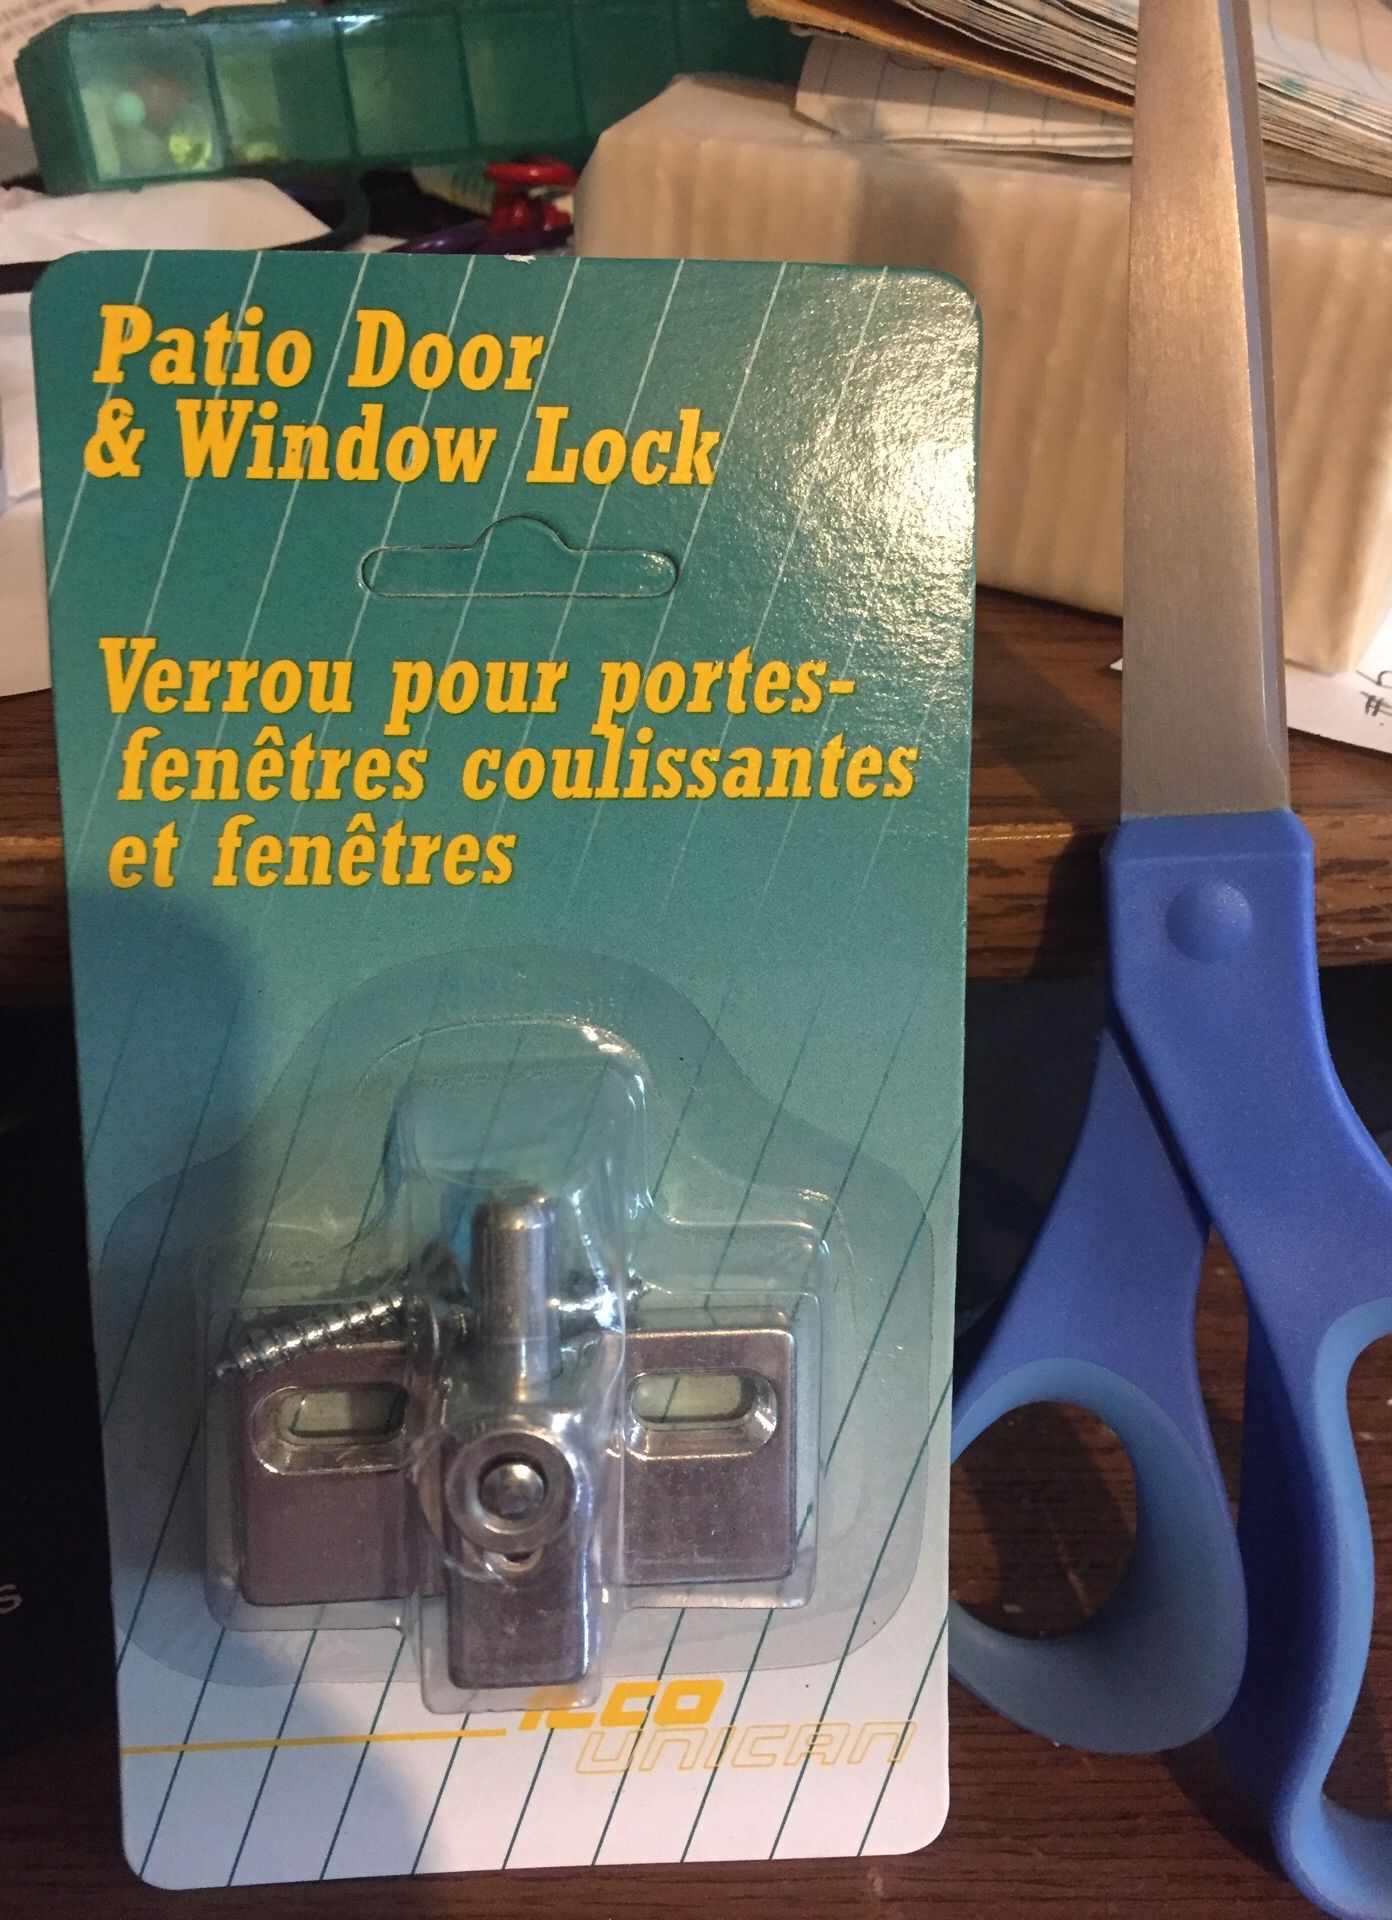 Patio Door
& Window Lock
Verrou pour portes-
fenêtres coulissantes
et fenêtres
ILCO
UNICAN
s